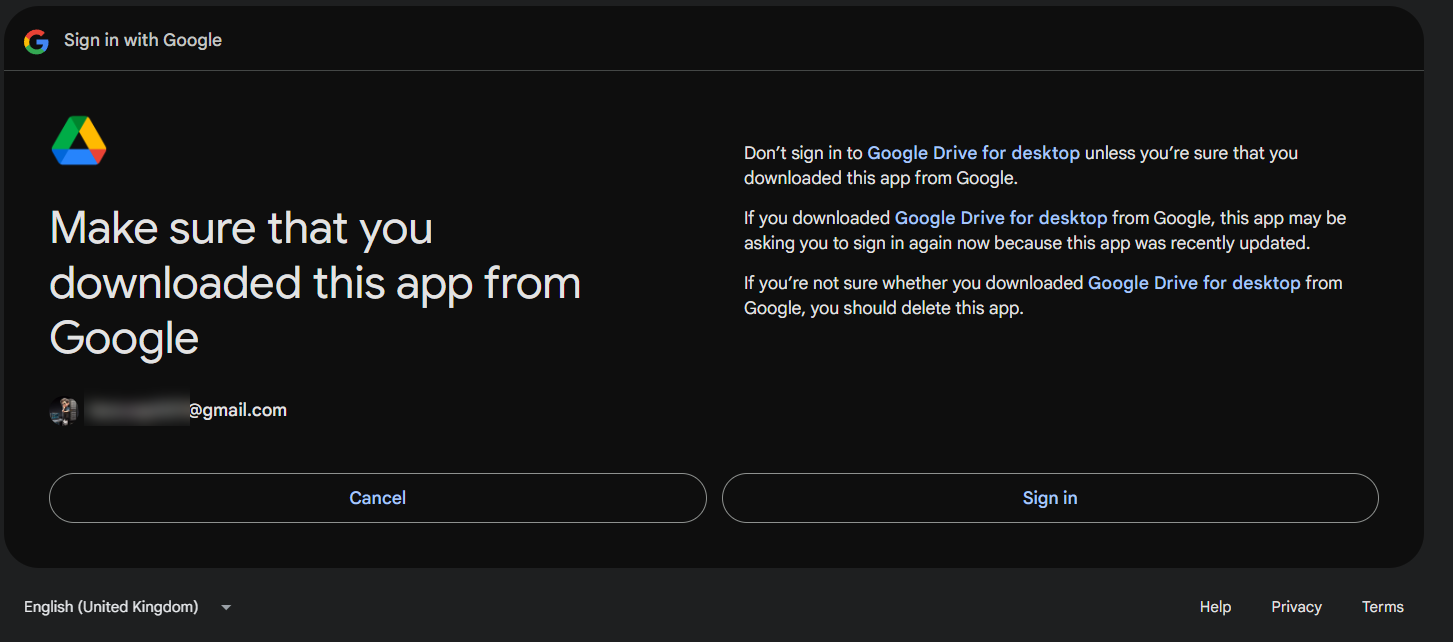 Sign in with Google
Make sure that you
downloaded this app from
Google
@gmail.com
Don’t sign in to Google Drive for desktop unless you’re sure that you
downloaded this app from Google.
If you downloaded Google Drive for desktop from Google, this app may be
asking you to sign in again now because this app was recently updated.
If you’re not sure whether you downloaded Google Drive for desktop from
Google, you should delete this app.
Cancel
Sign in
English (United Kingdom)
Help
Privacy
Terms